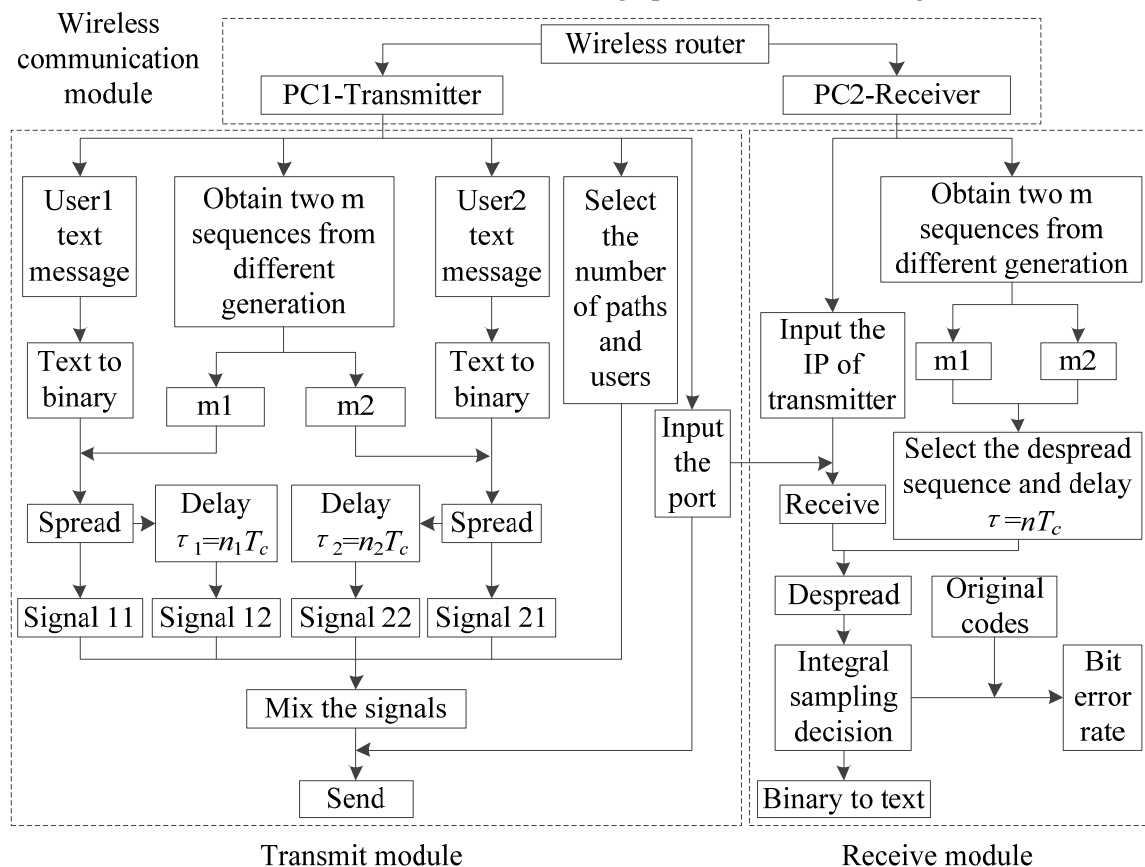 Wireless
communication
module
Wireless router
PC1-Transmitter
PC2-Receiver
User1
text
message
Obtain two m
sequences from
different
generation
User2
text
message
Select
the
number
of paths
and
users
Text to
binary
m1
m2
Text to
binary
Input
the
port
Spread
Delay
τ 1=n1Tc
Delay
τ 2=n2Tc
Spread
Signal 11
Signal 12
Signal 22
Signal 21
Mix the signals
Send
Transmit module
Obtain two m
sequences from
different generation
Input the
IP of
transmitter
m1
m2
Select the despread
sequence and delay
τ=nTc
Receive
Despread
Original
codes
Integral
sampling
decision
Bit
error
rate
Binary to text
Receive module